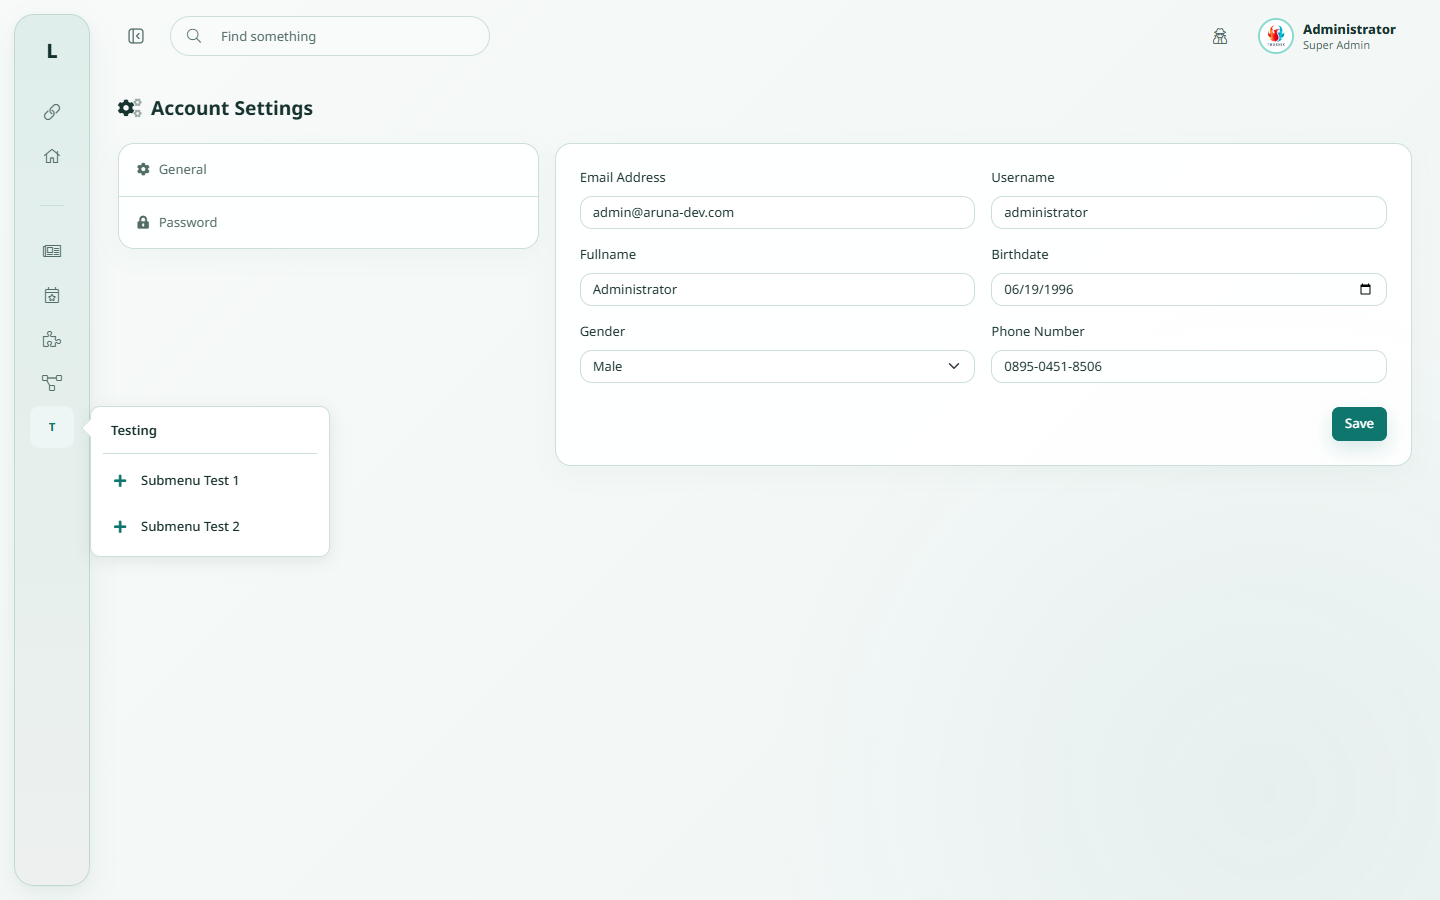 L
Find something
Administrator
Super Admin
Account Settings
General
Password
Email Address
admin@aruna-dev.com
Username
administrator
Fullname
Administrator
Birthdate
06/19/1996
Gender
Male
Phone Number
0895-0451-8506
Save
T
Testing
Submenu Test 1
Submenu Test 2